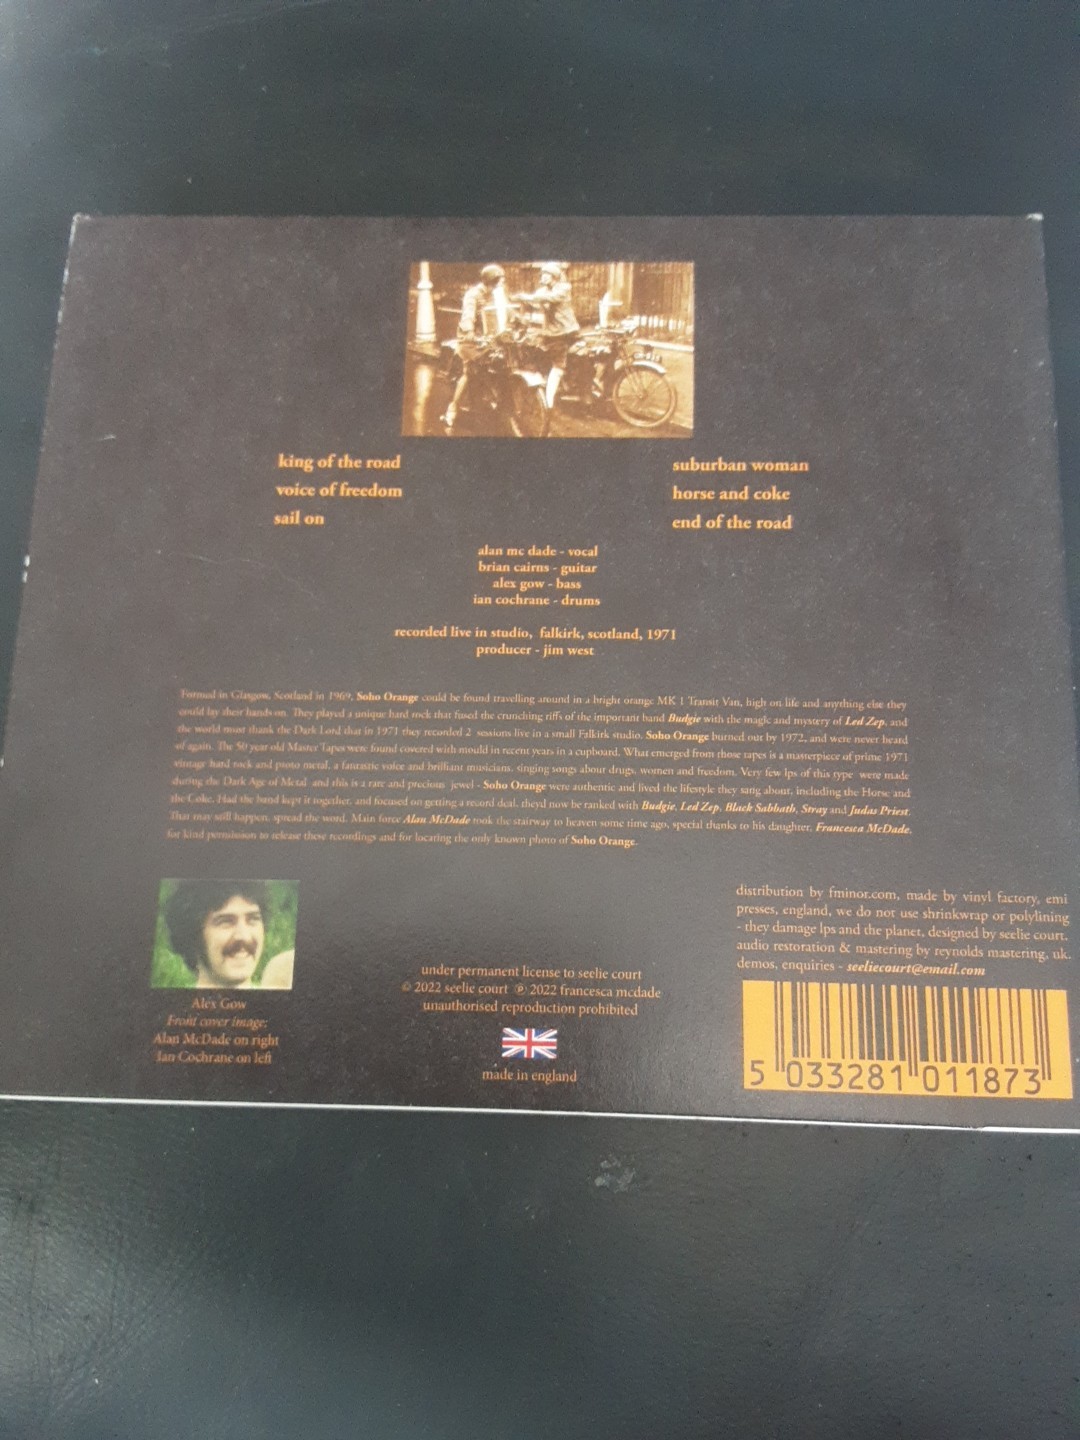 king of the road
voice of freedom
sail on
suburban woman
horse and coke
end of the road
alan mc dade - vocal
brian cairns - guitar
alex gow - bass
ian cochrane - drums
recorded live in studio, falkirk, scotland, 1971
producer - jim west
Formed in Glasgow, Scotland in 1969, Soho Orange could be found travelling around in a bright orange MK 1 Transit Van, high on life and anything else they
could lay their hands on. They played a unique hard rock that fused the crunching riffs of the important band Budgie with the magic and mystery of Led Zep, and
the world must thank the Dark Lord that in 1971 they recorded 2 sessions live in a small Falkirk studio. Soho Orange burned out by 1972, and were never heard
of again. The 50 year old Master Tapes were found covered with mould in recent years in a cupboard. What emerged from those tapes is a masterpiece of prime 1971
vintage hard rock and proto metal, a fantastic voice and brilliant musicians, singing songs about drugs, women and freedom. Very few lps of this type were made
during the Dark Age of Metal and this is a rare and precious jewel - Soho Orange were authentic and lived the lifestyle they sang about, including the Horse and
the Coke. Had the band kept it together, and focused on getting a record deal, theyd now be ranked with Budgie, Led Zep, Black Sabbath, Stray and Judas Priest.
That may still happen, spread the word. Main force Alan McDade took the stairway to heaven some time ago, special thanks to his daughter, Francesca McDade,
for kind permission to release these recordings and for locating the only known photo of Soho Orange.
Alex Gow
Front cover image:
Alan McDade on right
Ian Cochrane on left
under permanent license to seelie court
© 2022 seelie court ℗ 2022 francesca mcdade
unauthorised reproduction prohibited
made in england
distribution by fminor.com, made by vinyl factory, emi
presses, england, we do not use shrinkwrap or polylining
- they damage lps and the planet, designed by seelie court.
audio restoration & mastering by reynolds mastering, uk.
demos, enquiries - seeliecourt@email.com
5 033281 011873